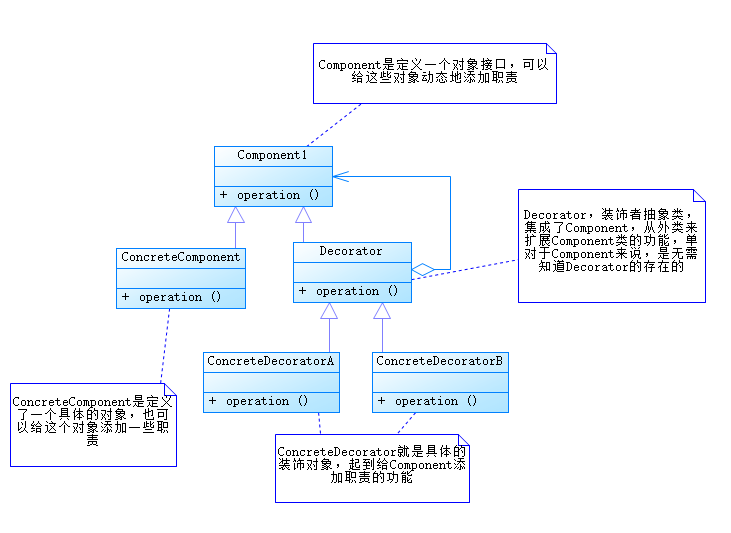 Component是定义一个对象接口，可以
给这些对象动态地添加职责
Component1
+ operation ()
Decorator，装饰者抽象类，
集成了Component，从外类来
扩展Component类的功能，单
对于Component来说，是无需
知道Decorator的存在的
ConcreteComponent
+ operation ()
Decorator
+ operation ()
ConcreteDecoratorA
+ operation ()
ConcreteDecoratorB
+ operation ()
ConcreteComponent是定义
了一个具体的对象，也可
以给这个对象添加一些职
责
ConcreteDecorator就是具体的
装饰对象，起到给Component添
加职责的功能